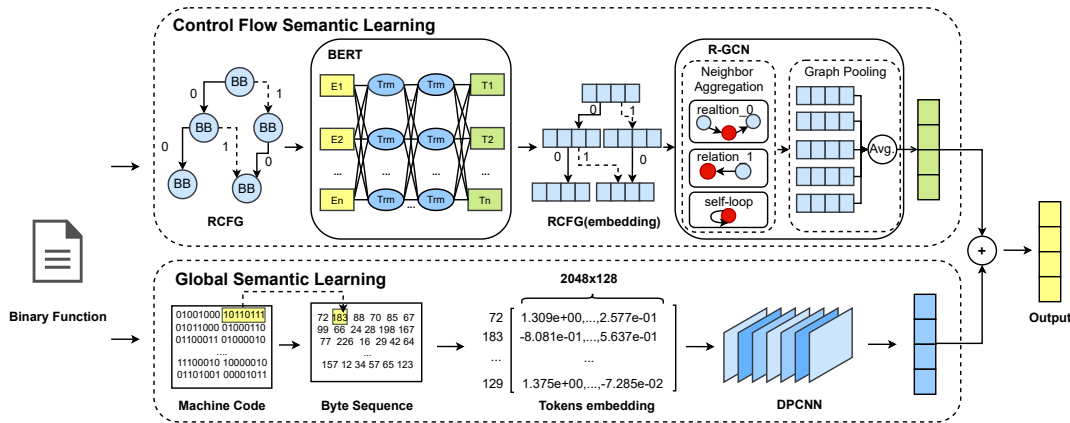 Control Flow Semantic Learning
BB
0
1
BB
BB
0
1
0
BB
BB
RCFG
BERT
E1
Trm
Trm
T1
...
E2
Trm
Trm
T2
...
...
...
En
Trm
Trm
Tn
...
0
1
0
0
1
RCFG(embedding)
R-GCN
Neighbor
Aggregation
realtion_0
relation_1
self-loop
Graph Pooling
Avg.
Binary Function
Global Semantic Learning
01001000 10110111
01011000 01000110
01100011 01000010
....
11100010 10000010
01101001 00001011
Machine Code
72 183 88 70 85 67
99 66 24 28 198 167
77 226 16 29 42 64
....
157 12 34 57 65 123
Byte Sequence
2048x128
72 1.309e+00,...,2.577e-01
183 -8.081e-01,...,5.637e-01
... ...
129 1.375e+00,...,-7.285e-02
Tokens embedding
DPCNN
+
Output